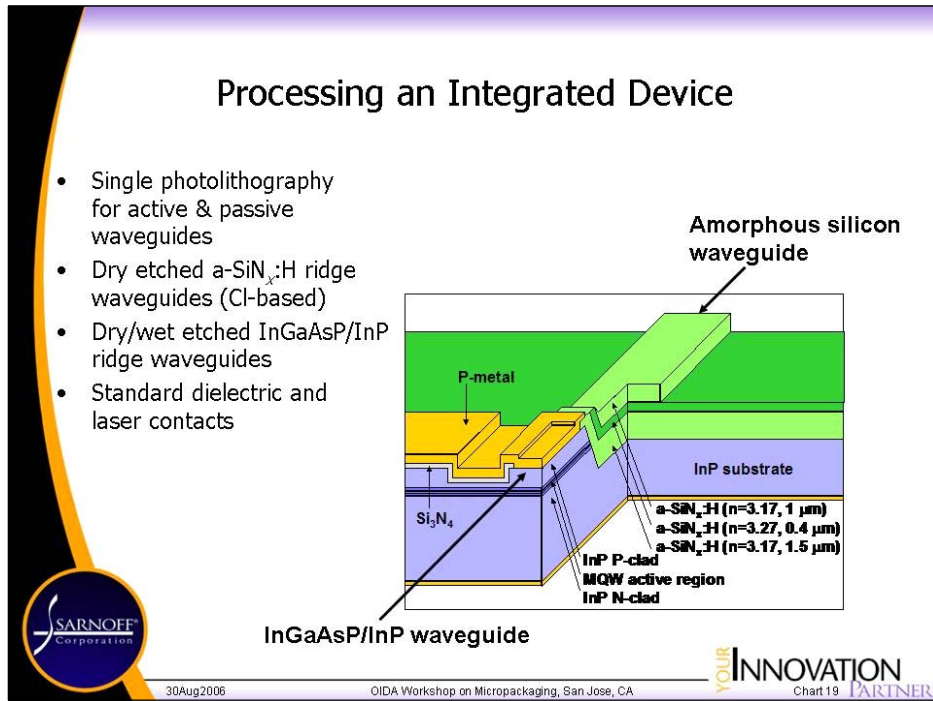 Processing an Integrated Device
• Single photolithography
for active & passive
waveguides
• Dry etched a-SiNx:H ridge
waveguides (Cl-based)
• Dry/wet etched InGaAsP/InP
ridge waveguides
• Standard dielectric and
laser contacts
Amorphous silicon
waveguide
P-metal
InP substrate
Si3N4
a-SiNx:H (n=3.17, 1 μm)
a-SiNx:H (n=3.27, 0.4 μm)
a-SiNx:H (n=3.17, 1.5 μm)
InP P-clad
MQW active region
InP N-clad
InGaAsP/InP waveguide
SARNOFF®
Corporation
30Aug2006
OIDA Workshop on Micropackaging, San Jose, CA
Chart 19
YOUR
INNOVATION
PARTNER